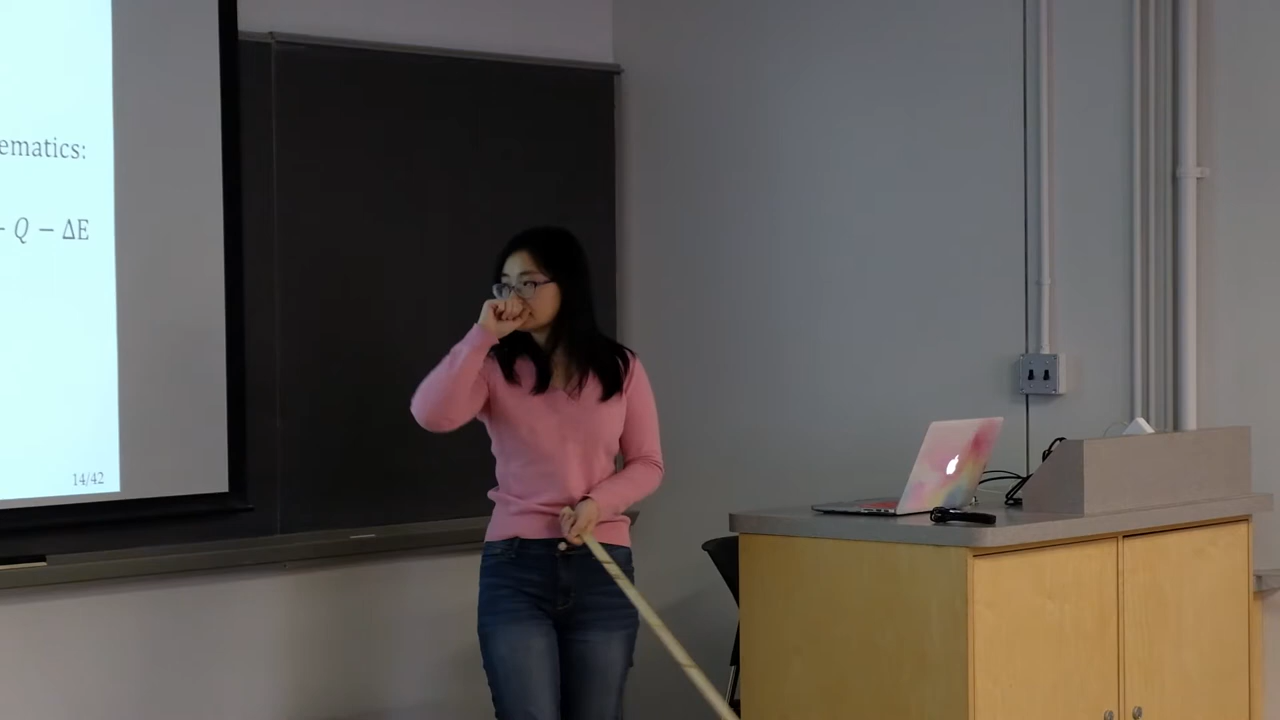 ematics:
- Q − ΔE
14/42